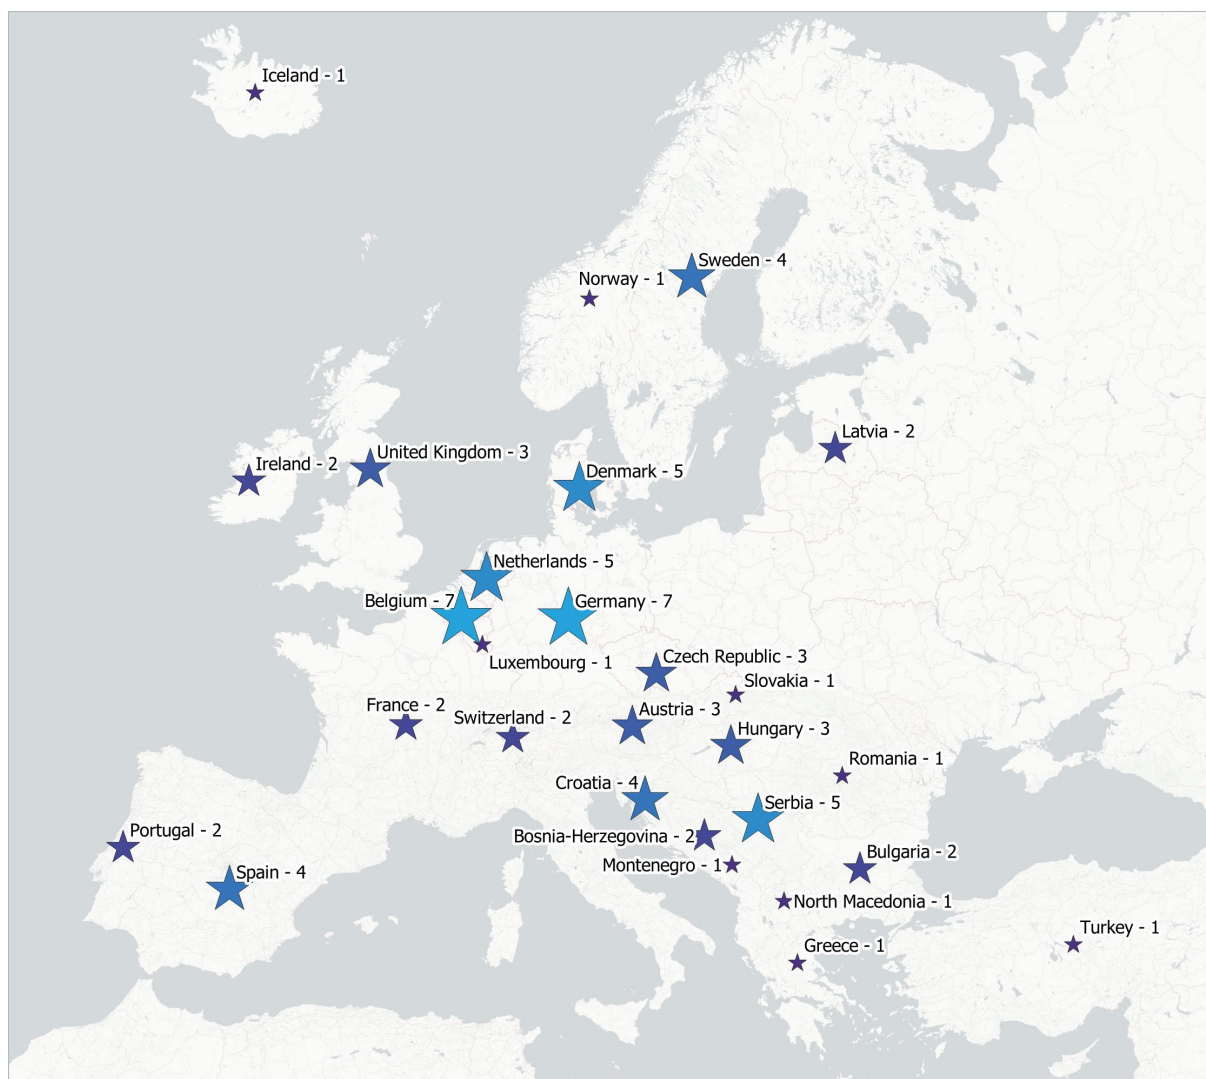 Iceland - 1
Sweden - 4
Norway - 1
Latvia - 2
United Kingdom - 3
Ireland - 2
Denmark - 5
Netherlands - 5
Belgium - 7
Germany - 7
Luxembourg - 1
Czech Republic - 3
Slovakia - 1
France - 2
Switzerland - 2
Austria - 3
Hungary - 3
Romania - 1
Croatia - 4
Serbia - 5
Portugal - 2
Bosnia-Herzegovina - 2
Bulgaria - 2
Montenegro - 1
Spain - 4
North Macedonia - 1
Turkey - 1
Greece - 1